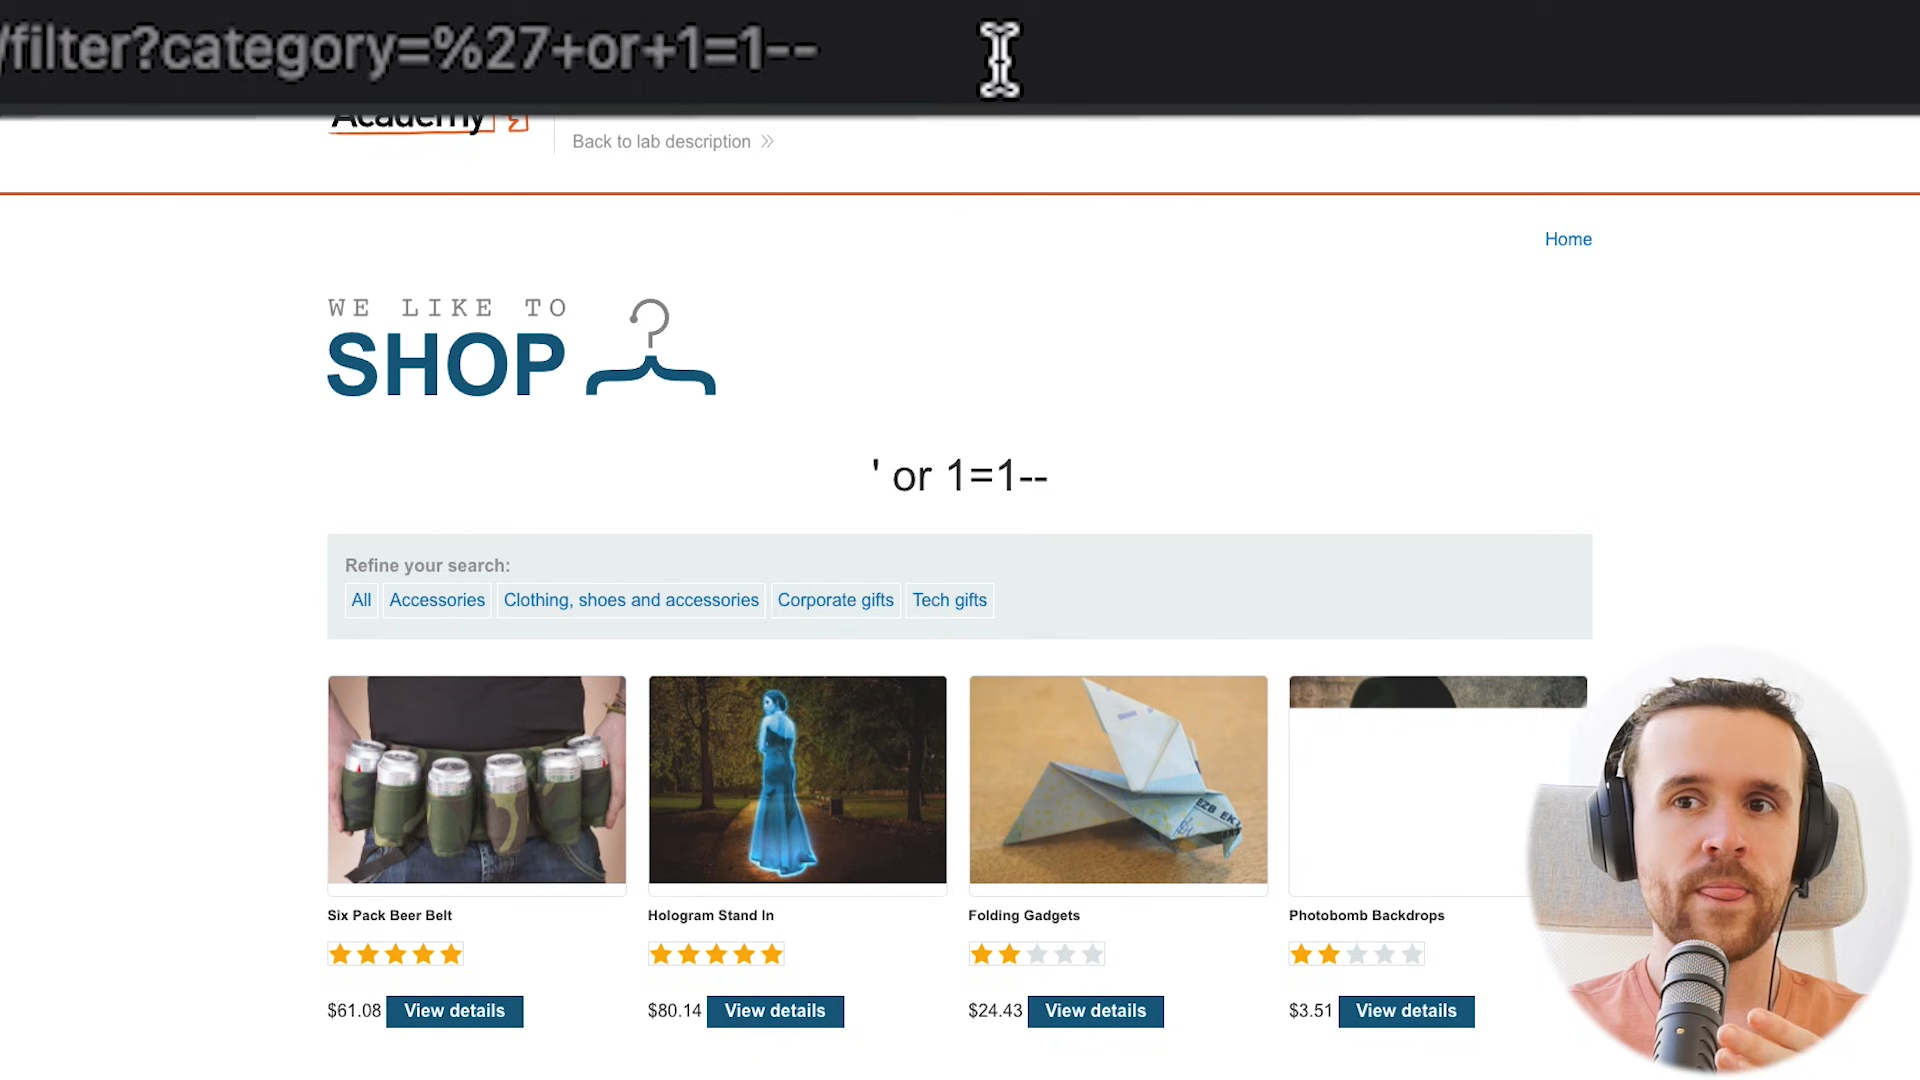 /filter?category=%27+or+1=1--
Academy
Back to lab description
Home
WE LIKE TO
SHOP
' or 1=1--
Refine your search:
All Accessories Clothing, shoes and accessories Corporate gifts Tech gifts
EZB EK
Six Pack Beer Belt Hologram Stand In Folding Gadgets Photobomb Backdrops
$61.08 View details $80.14 View details $24.43 View details $3.51 View details